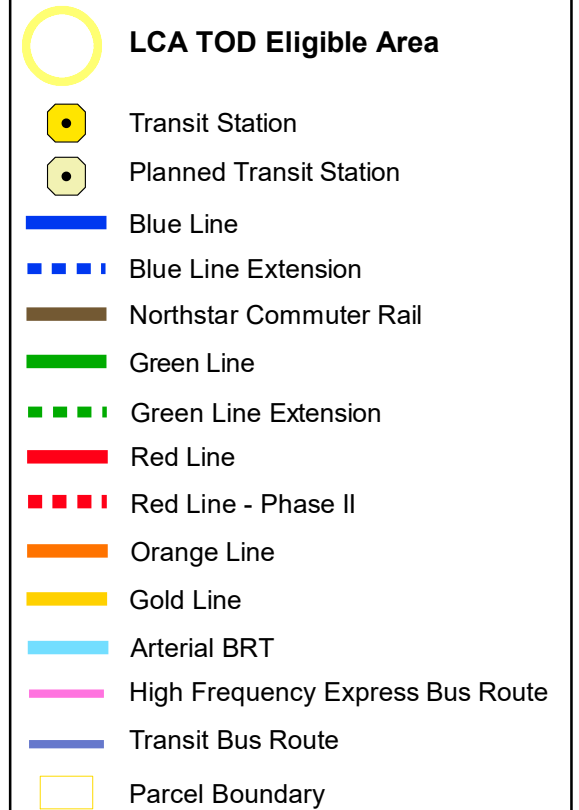 LCA TOD Eligible Area
Transit Station
Planned Transit Station
Blue Line
Blue Line Extension
Northstar Commuter Rail
Green Line
Green Line Extension
Red Line
Red Line - Phase II
Orange Line
Gold Line
Arterial BRT
High Frequency Express Bus Route
Transit Bus Route
Parcel Boundary